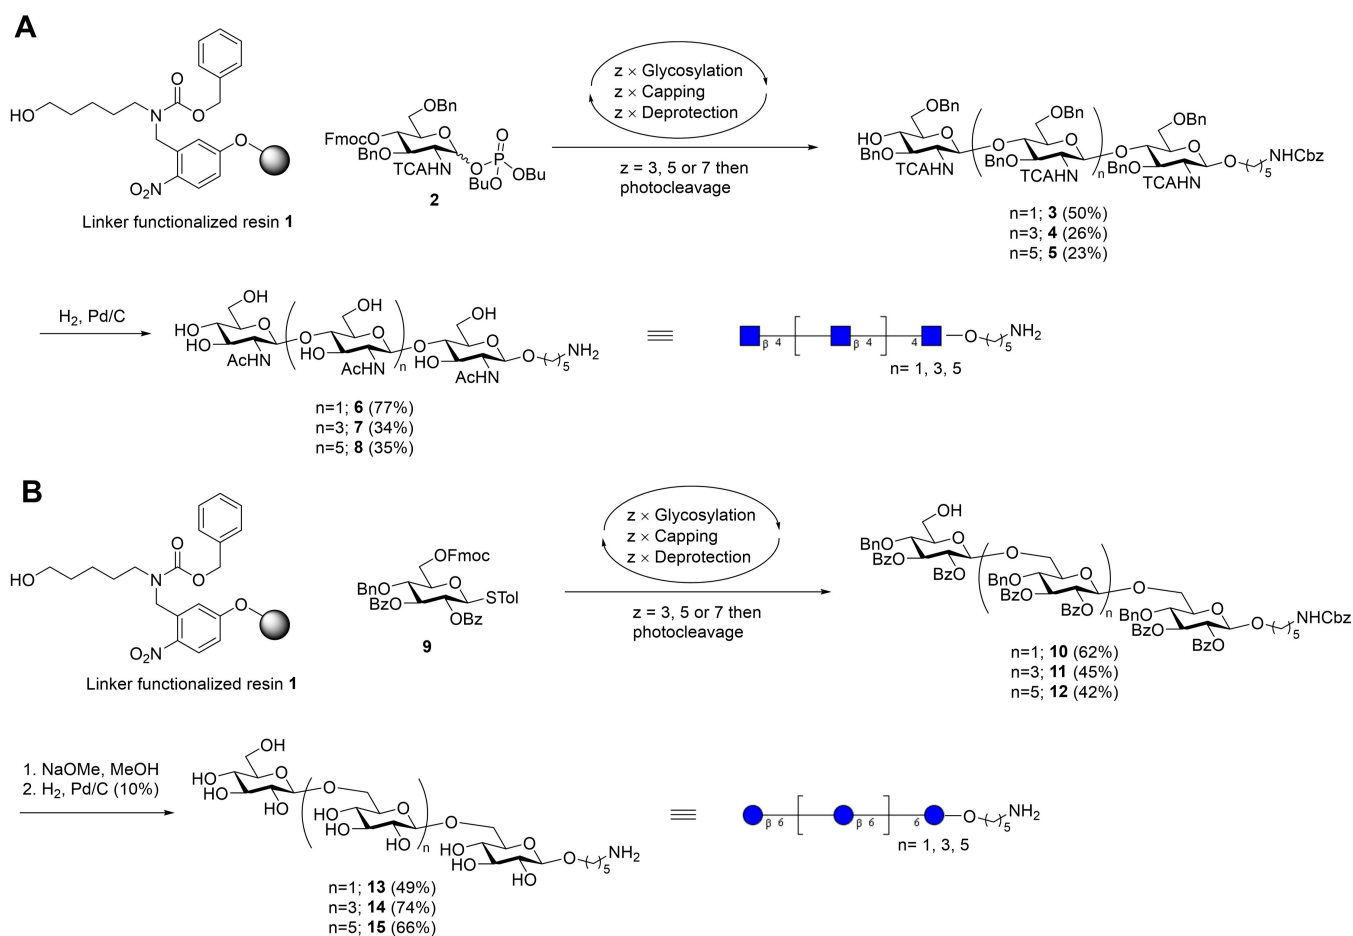 A
HO
N
O
O
O
O₂N
Linker functionalized resin 1
OBn
FmocO
BnO
O
TCAHN
O
O
P
OBu
OBu
2
z × Glycosylation
z × Capping
z × Deprotection
z = 3, 5 or 7 then
photocleavage
OBn
HO
BnO
O
TCAHN
O
OBn
O
BnO
TCAHN
n
O
OBn
O
BnO
TCAHN
O
5
NHCbz
n=1; 3 (50%)
n=3; 4 (26%)
n=5; 5 (23%)
H₂, Pd/C
OH
HO
HO
O
AcHN
O
OH
O
HO
AcHN
n
O
OH
O
HO
AcHN
O
5
NH₂
n=1; 6 (77%)
n=3; 7 (34%)
n=5; 8 (35%)
β 4
β 4
4
O
5
NH2
n= 1, 3, 5
B
HO
N
O
O
O
O₂N
Linker functionalized resin 1
OFmoc
BnO
BzO
O
STol
OBz
9
z × Glycosylation
z × Capping
z × Deprotection
z = 3, 5 or 7 then
photocleavage
OH
BnO
BzO
O
BzO
O
BnO
BzO
O
BzO
n
O
BnO
BzO
O
BzO
O
5
NHCbz
n=1; 10 (62%)
n=3; 11 (45%)
n=5; 12 (42%)
1. NaOMe, MeOH
2. H₂, Pd/C (10%)
OH
HO
HO
O
HO
O
HO
HO
O
HO
n
O
HO
HO
O
HO
O
5
NH₂
n=1; 13 (49%)
n=3; 14 (74%)
n=5; 15 (66%)
β 6
β 6
6
O
5
NH2
n= 1, 3, 5